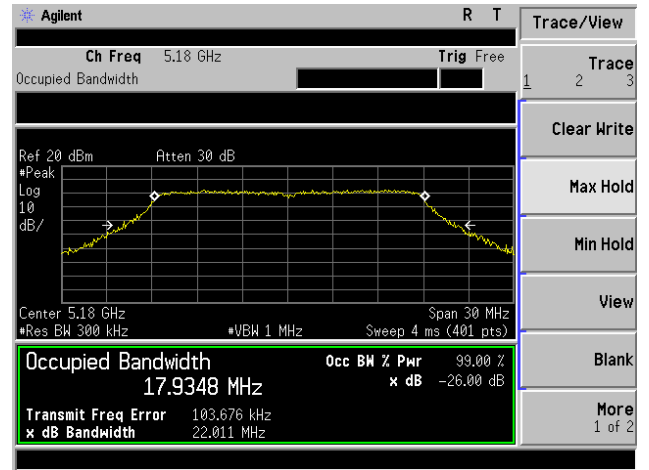 Agilent R T
Trace/View
Ch Freq 5.18 GHz Trig Free
Occupied Bandwidth
Trace
1 2 3
Clear Write
Max Hold
Min Hold
View
Blank
More
1 of 2
Ref 20 dBm Atten 30 dB
#Peak
Log
10
dB/
Center 5.18 GHz Span 30 MHz
#Res BW 300 kHz #VBW 1 MHz Sweep 4 ms (401 pts)
Occupied Bandwidth Occ BW % Pwr 99.00 %
17.9348 MHz x dB -26.00 dB
Transmit Freq Error 103.676 kHz
x dB Bandwidth 22.011 MHz